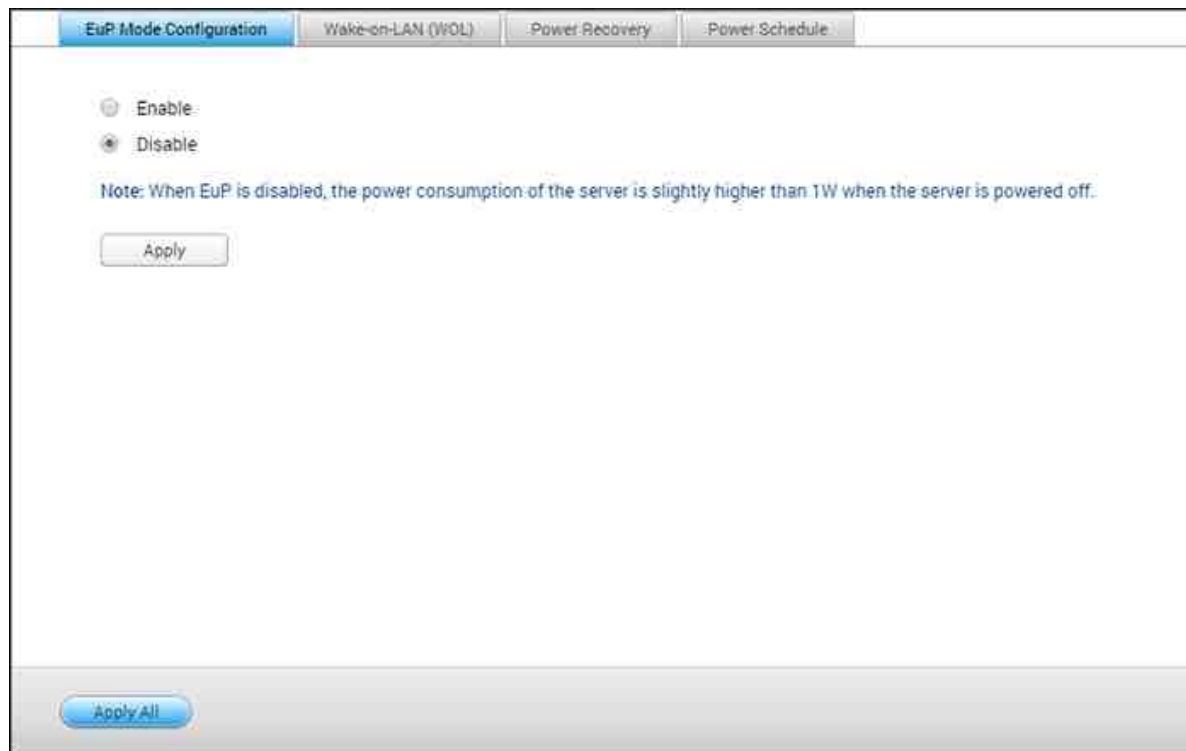 EuP Mode Configuration
Wake-on-LAN (WOL)
Power Recovery
Power Schedule
Enable
Disable
Note: When EuP is disabled, the power consumption of the server is slightly higher than 1W when the server is powered off.
Apply
Apply All